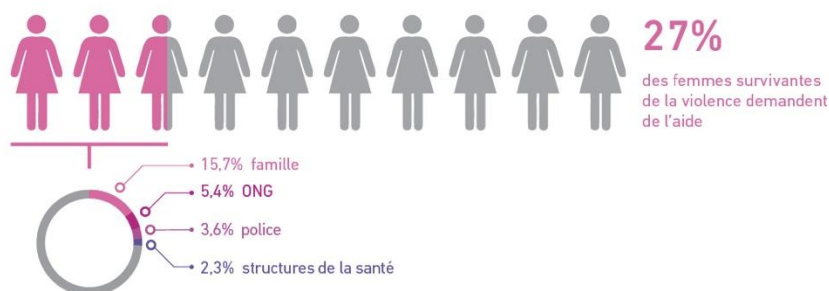 27%
des femmes survivantes
de la violence demandent
de l'aide
15,7% famille
5,4% ONG
3,6% police
2,3% structures de la santé